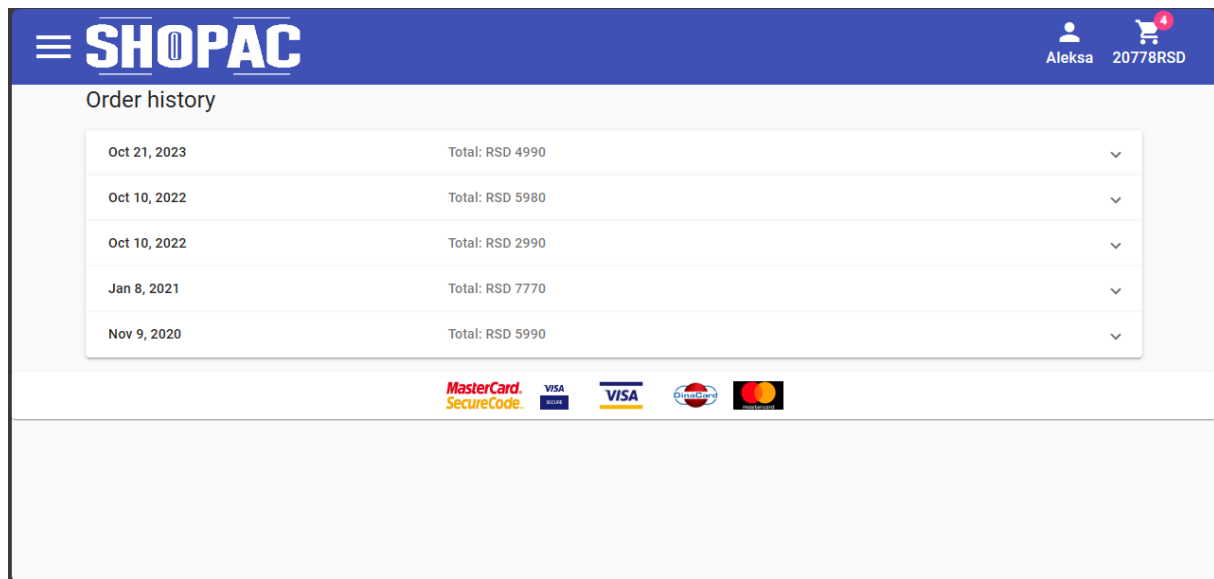 SHOPAC
4
Aleksa 20778RSD
Order history
Oct 21, 2023 Total: RSD 4990
Oct 10, 2022 Total: RSD 5980
Oct 10, 2022 Total: RSD 2990
Jan 8, 2021 Total: RSD 7770
Nov 9, 2020 Total: RSD 5990
MasterCard. SecureCode. VISA SECURE VISA DinaCard mastercard